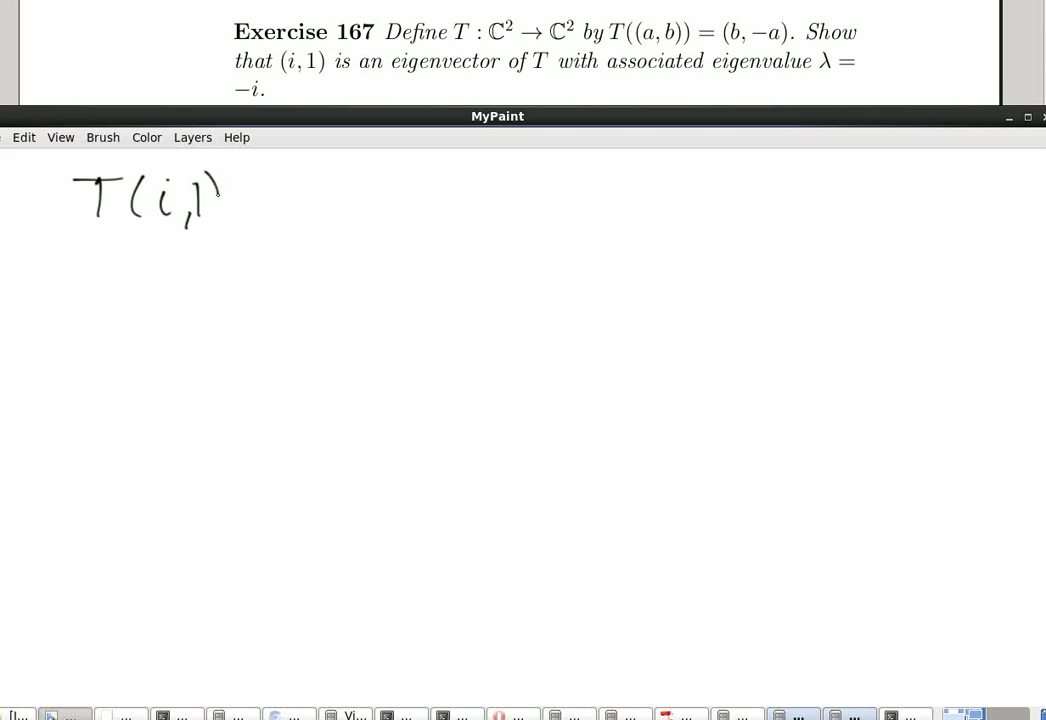 Exercise 167 Define T : ℂ² → ℂ² by T((a, b)) = (b, −a). Show
that (i, 1) is an eigenvector of T with associated eigenvalue λ =
−i.
MyPaint
Edit View Brush Color Layers Help
T(i,1)
[I... ... ... ... ... ... Vi... ... ... ... ... ... ... ... ... ... ...